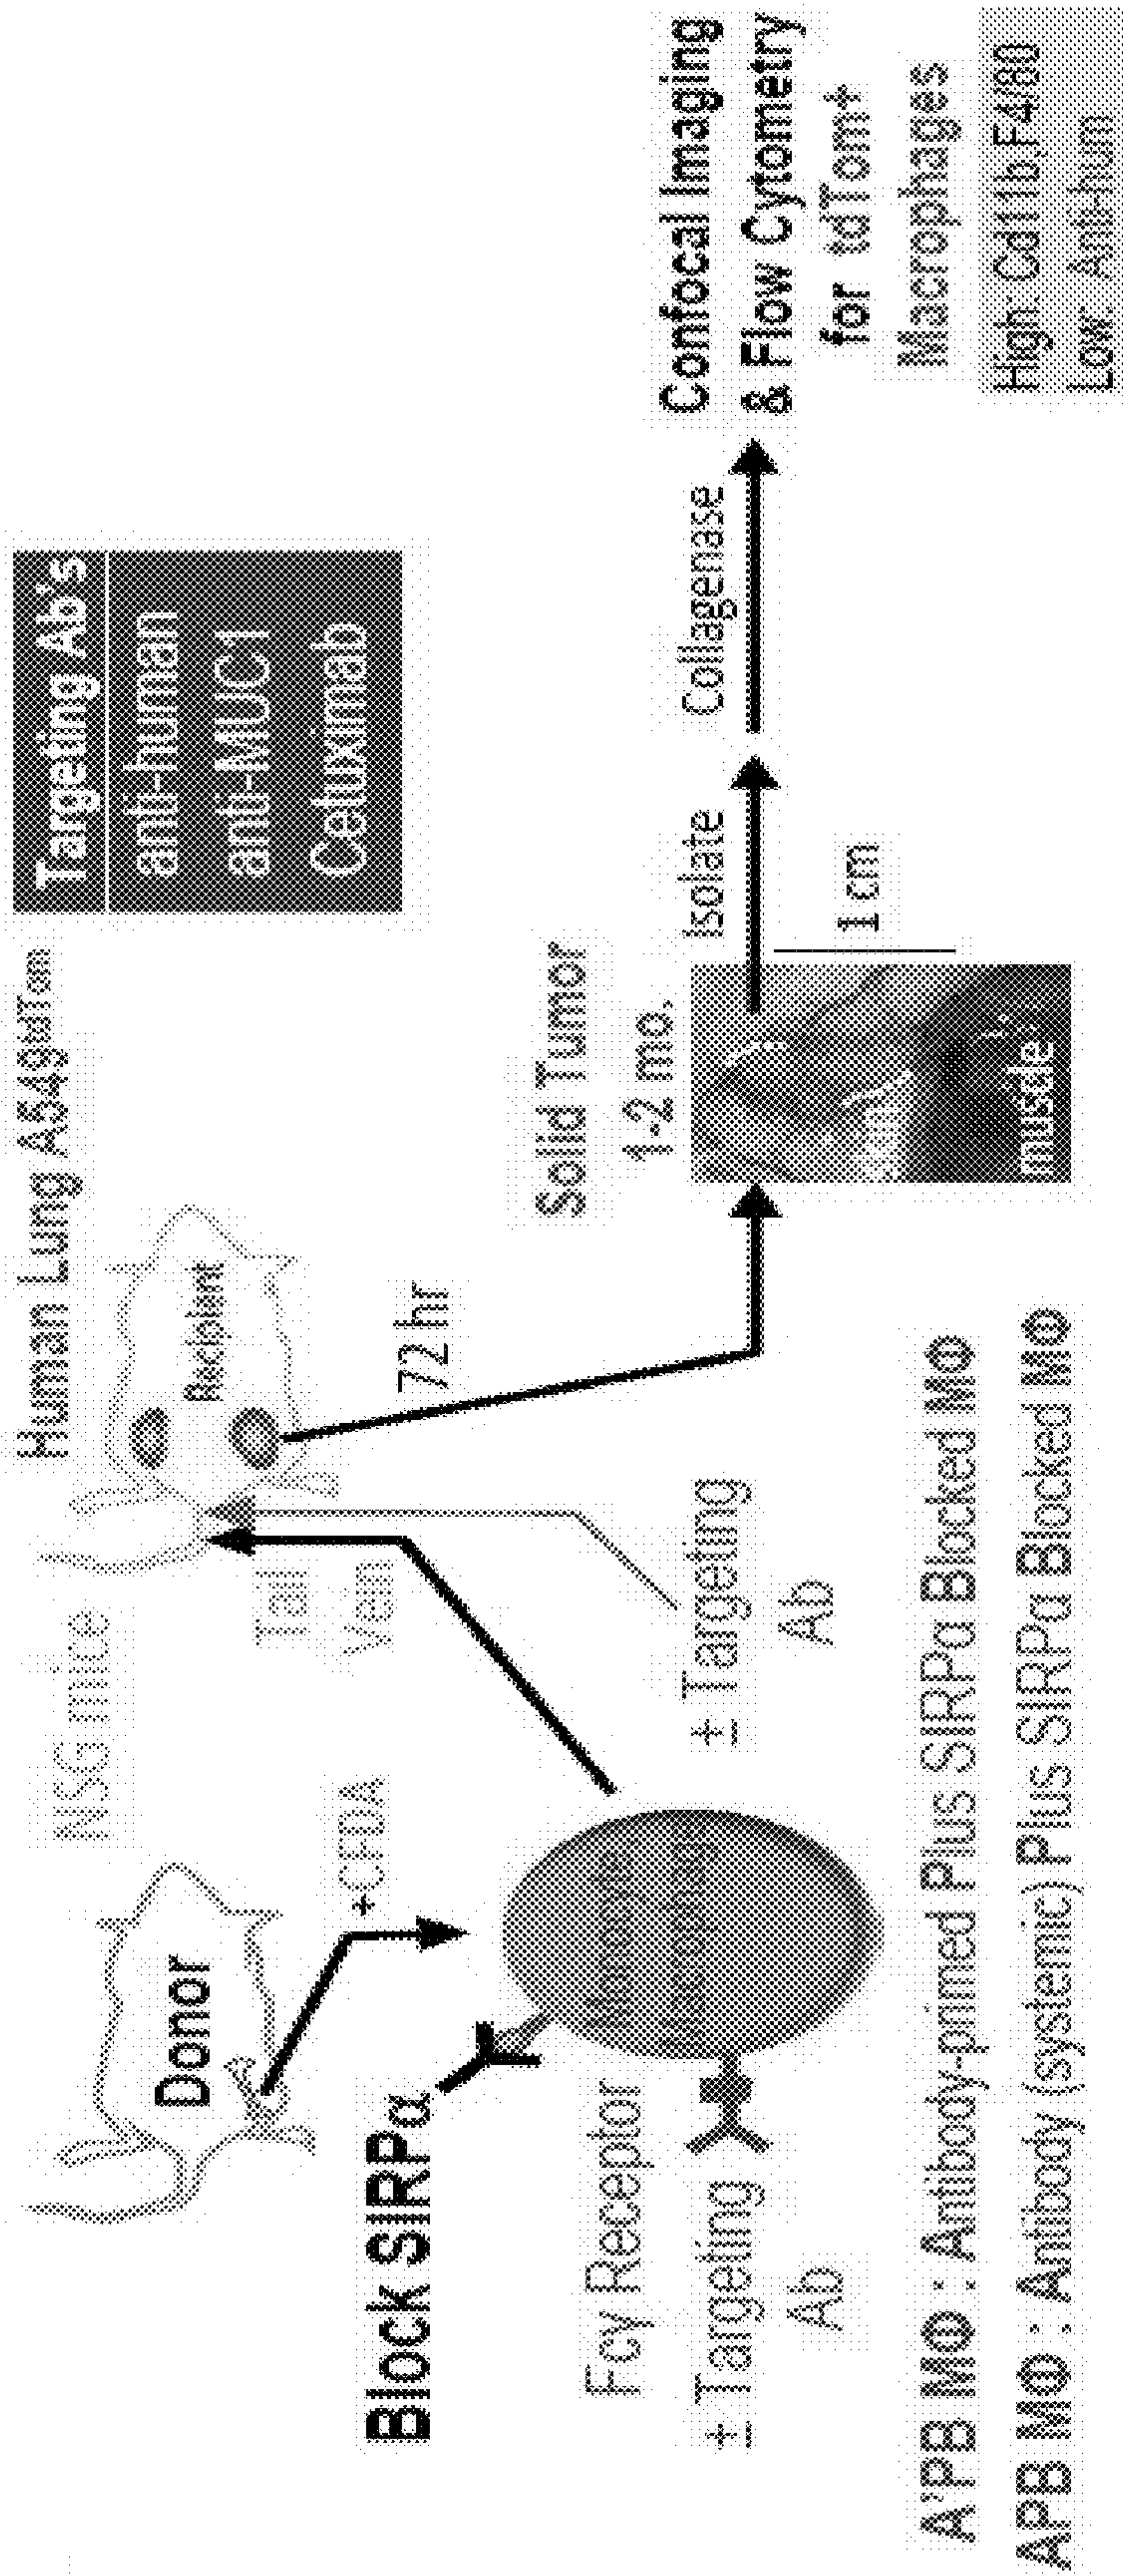 NSG mice
Human Lung A549 tdTom
Targeting Ab's
anti-human
anti-MUC1
Cetuximab
Donor
Recipient
+CFDA
Tail
vein
72 hr
Block SIRPα
Fcγ Receptor
± Targeting
Ab
Monocyte
Macrophage
± Targeting
Ab
Solid Tumor
1-2 mo.
muscle
1 cm
Isolate
Collagenase
Confocal Imaging
& Flow Cytometry
for tdTom+
Macrophages
High: Cd11b,F4/80
Low: Anti-hum
A'PB MΦ : Antibody-primed Plus SIRPα Blocked MΦ
APB MΦ : Antibody (systemic) Plus SIRPα Blocked MΦ